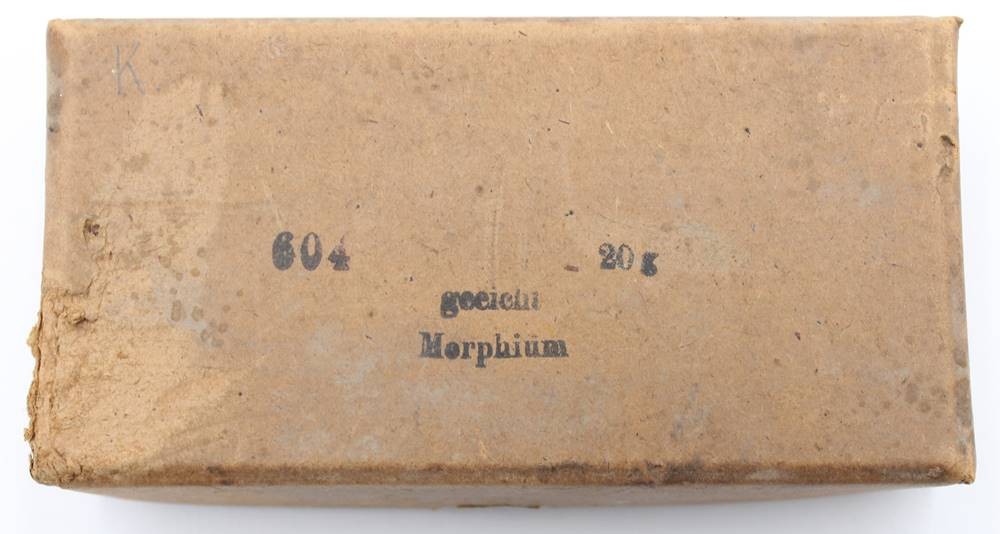 K.
604 20 g
geeicht
Morphium